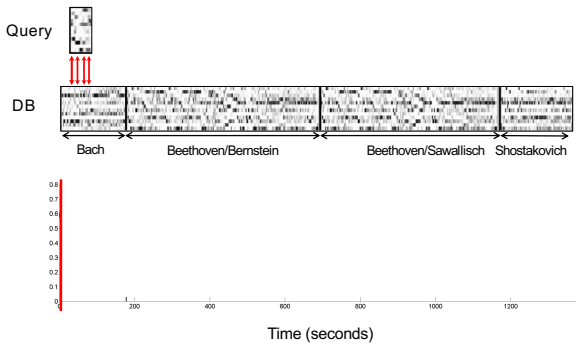 Query
DB
Bach
Beethoven/Bernstein
Beethoven/Sawallisch
Shostakovich
0.8
0.7
0.6
0.5
0.4
0.3
0.2
0.1
0
200
400
600
800
1000
1200
Time (seconds)